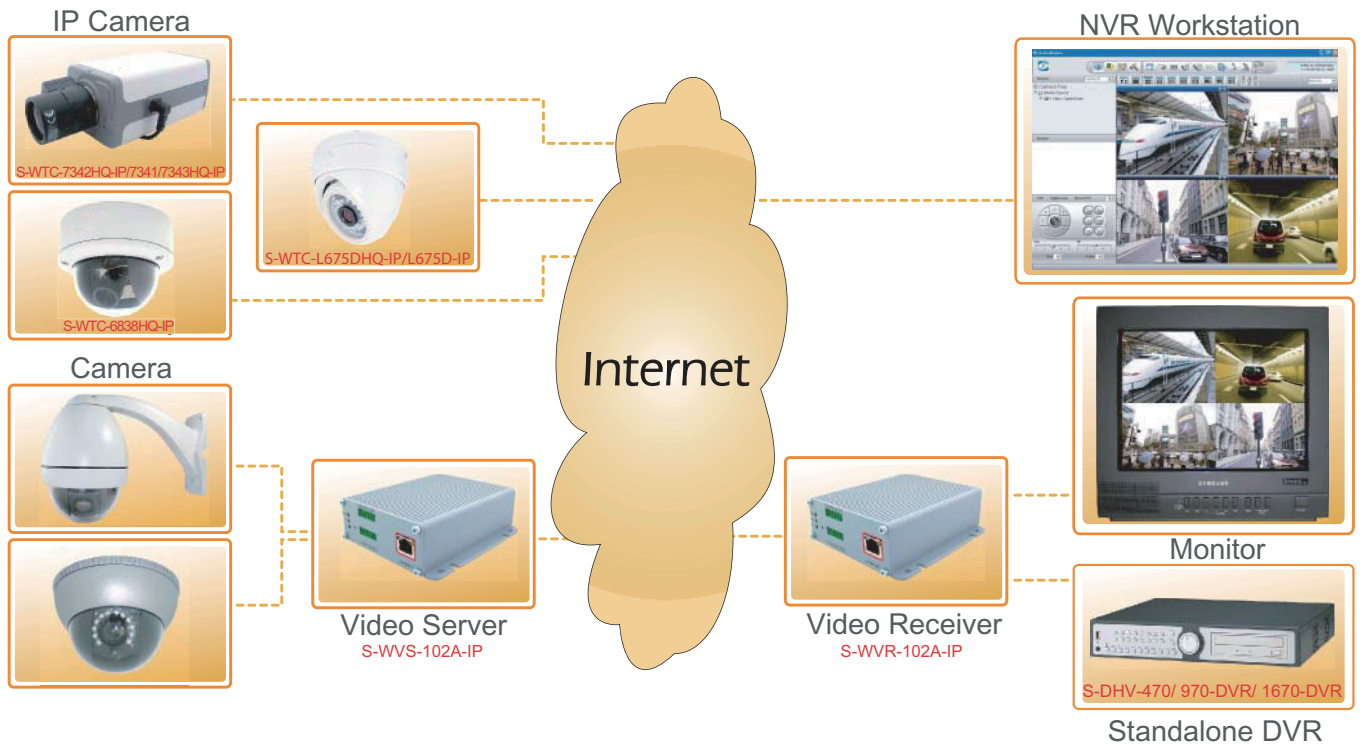 IP Camera
NVR Workstation
S-WTC-7342HQ-IP/7341/7343HQ-IP
S-WTC-L675DHQ-IP/L675D-IP
S-WTC-6838HQ-IP
Camera
Internet
Monitor
Video Server
S-WVS-102A-IP
Video Receiver
S-WVR-102A-IP
S-DHV-470/ 970-DVR/ 1670-DVR
Standalone DVR